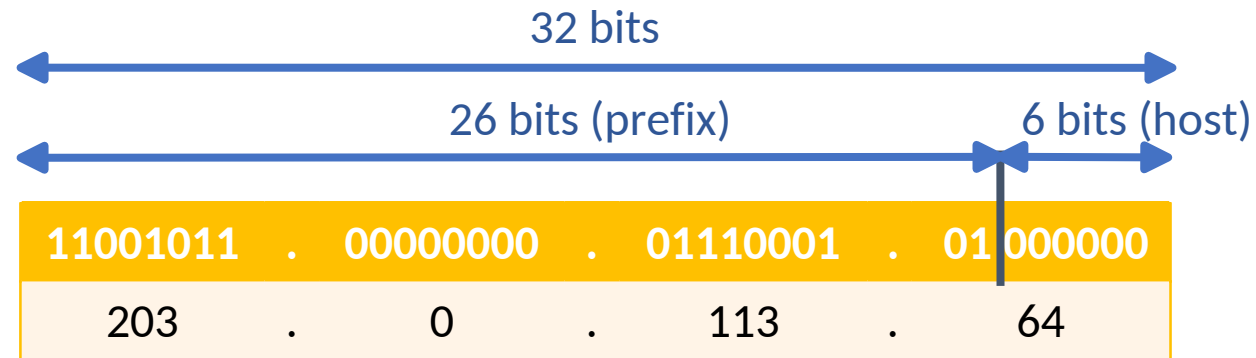 32 bits
26 bits (prefix) 6 bits (host)
11001011 . 00000000 . 01110001 . 01000000
203 . 0 . 113 . 64